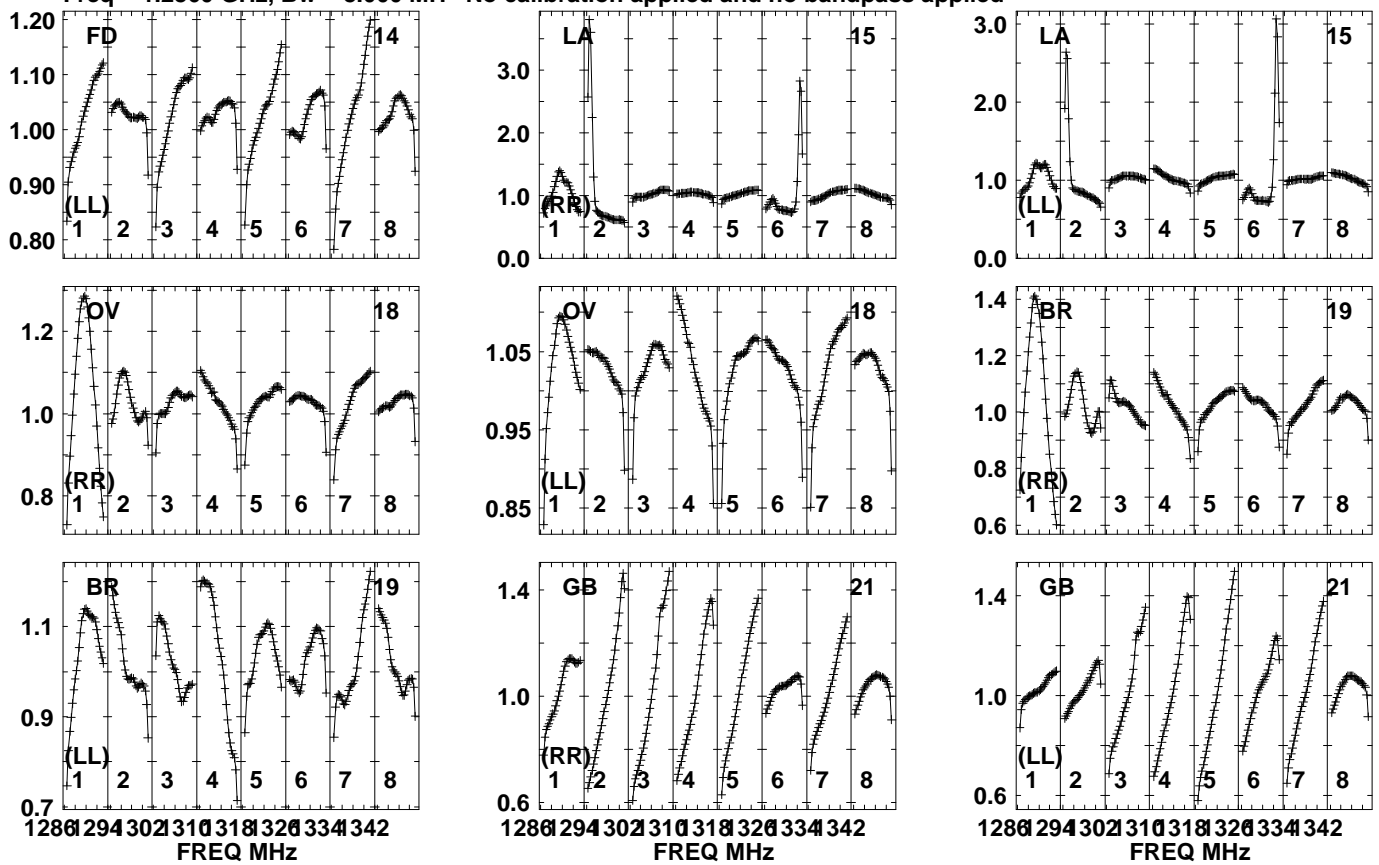 No calibration applied and no bandpass applied
1.20 FD 14 LA 15 LA 15
1.10 3.0 3.0
1.00 2.0 2.0
0.90 1.0 1.0
(LL) (RR) (LL)
0.80 1 2 3 4 5 6 7 8 0.0 1 2 3 4 5 6 7 8 0.0 1 2 3 4 5 6 7 8
OV 18 OV 18 BR 19
1.2 1.05 1.4
1.2
1.0 0.95 1.0
0.8
0.8 (RR) 0.85 (LL) 0.6 (RR)
1 2 3 4 5 6 7 8 1 2 3 4 5 6 7 8 1 2 3 4 5 6 7 8
BR 19 GB 21 GB 21
1.1 1.4 1.4
0.9 1.0 1.0
(LL) (RR) (LL)
0.7 1 2 3 4 5 6 7 8 0.6 1 2 3 4 5 6 7 8 0.6 1 2 3 4 5 6 7 8
1286 1294 1302 1310 1318 1326 1334 1342 1286 1294 1302 1310 1318 1326 1334 1342 1286 1294 1302 1310 1318 1326 1334 1342
FREQ MHz FREQ MHz FREQ MHz